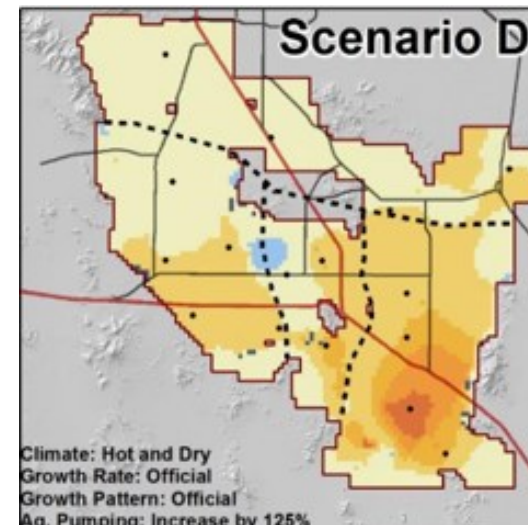 Scenario D
Climate: Hot and Dry
Growth Rate: Official
Growth Pattern: Official
Ag. Pumping: Increase by 125%